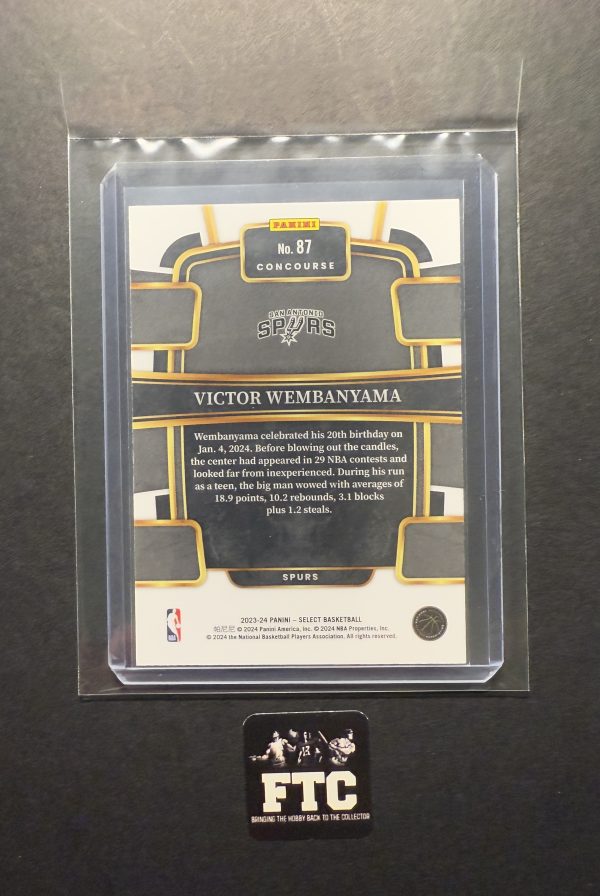 PANINI
No. 87
CONCOURSE
SAN ANTONIO
SPURS
VICTOR WEMBANYAMA
Wembanyama celebrated his 20th birthday on
Jan. 4, 2024. Before blowing out the candles,
the center had appeared in 29 NBA contests and
looked far from inexperienced. During his run
as a teen, the big man wowed with averages of
18.9 points, 10.2 rebounds, 3.1 blocks
plus 1.2 steals.
SPURS
2023-24 PANINI – SELECT BASKETBALL
帕尼尼 © 2024 Panini America, Inc. © 2024 NBA Properties, Inc.
© 2024 the National Basketball Players Association. All rights reserved.
NBA
FTC
BRINGING THE HOBBY BACK TO THE COLLECTOR